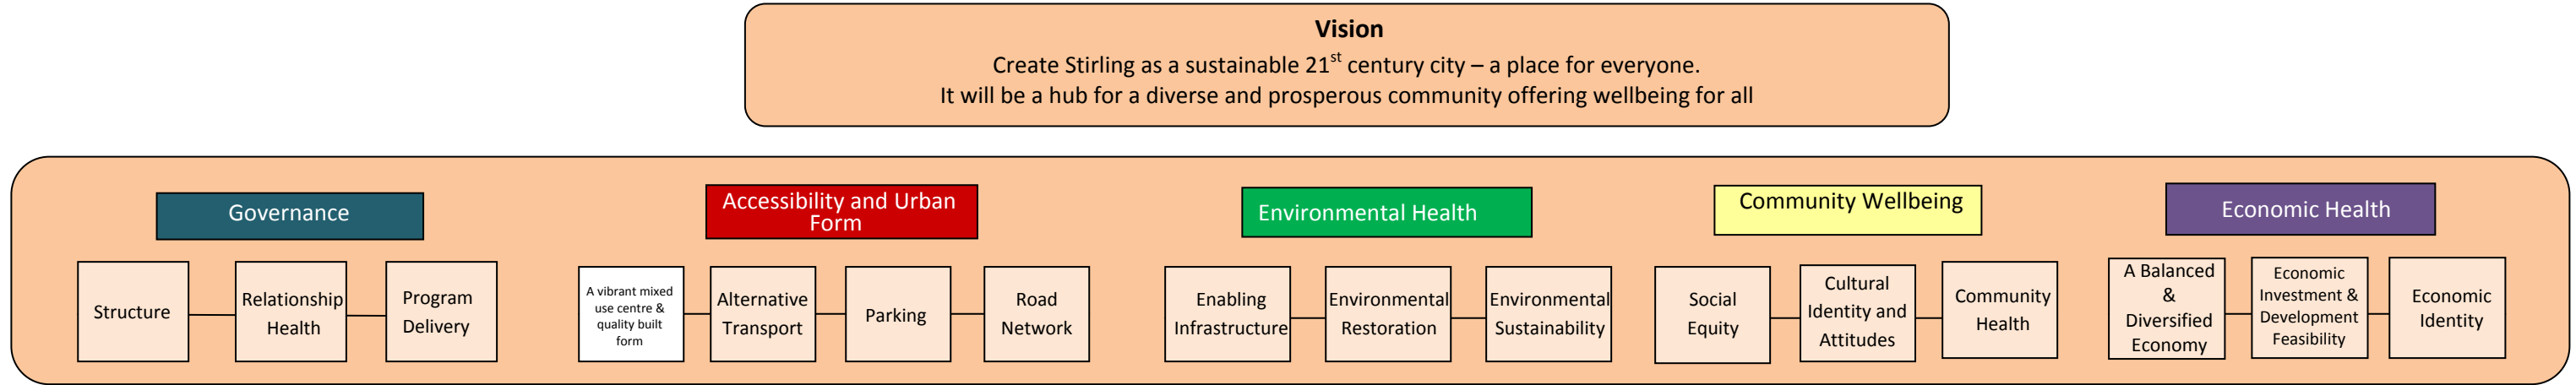 Vision
Create Stirling as a sustainable 21st century city – a place for everyone.
It will be a hub for a diverse and prosperous community offering wellbeing for all
Governance
Structure
Relationship
Health
Program
Delivery
Accessibility and Urban
Form
A vibrant mixed
use centre &
quality built
form
Alternative
Transport
Parking
Road
Network
Environmental Health
Enabling
Infrastructure
Environmental
Restoration
Environmental
Sustainability
Community Wellbeing
Social
Equity
Cultural
Identity and
Attitudes
Community
Health
Economic Health
A Balanced
&
Diversified
Economy
Economic
Investment &
Development
Feasibility
Economic
Identity